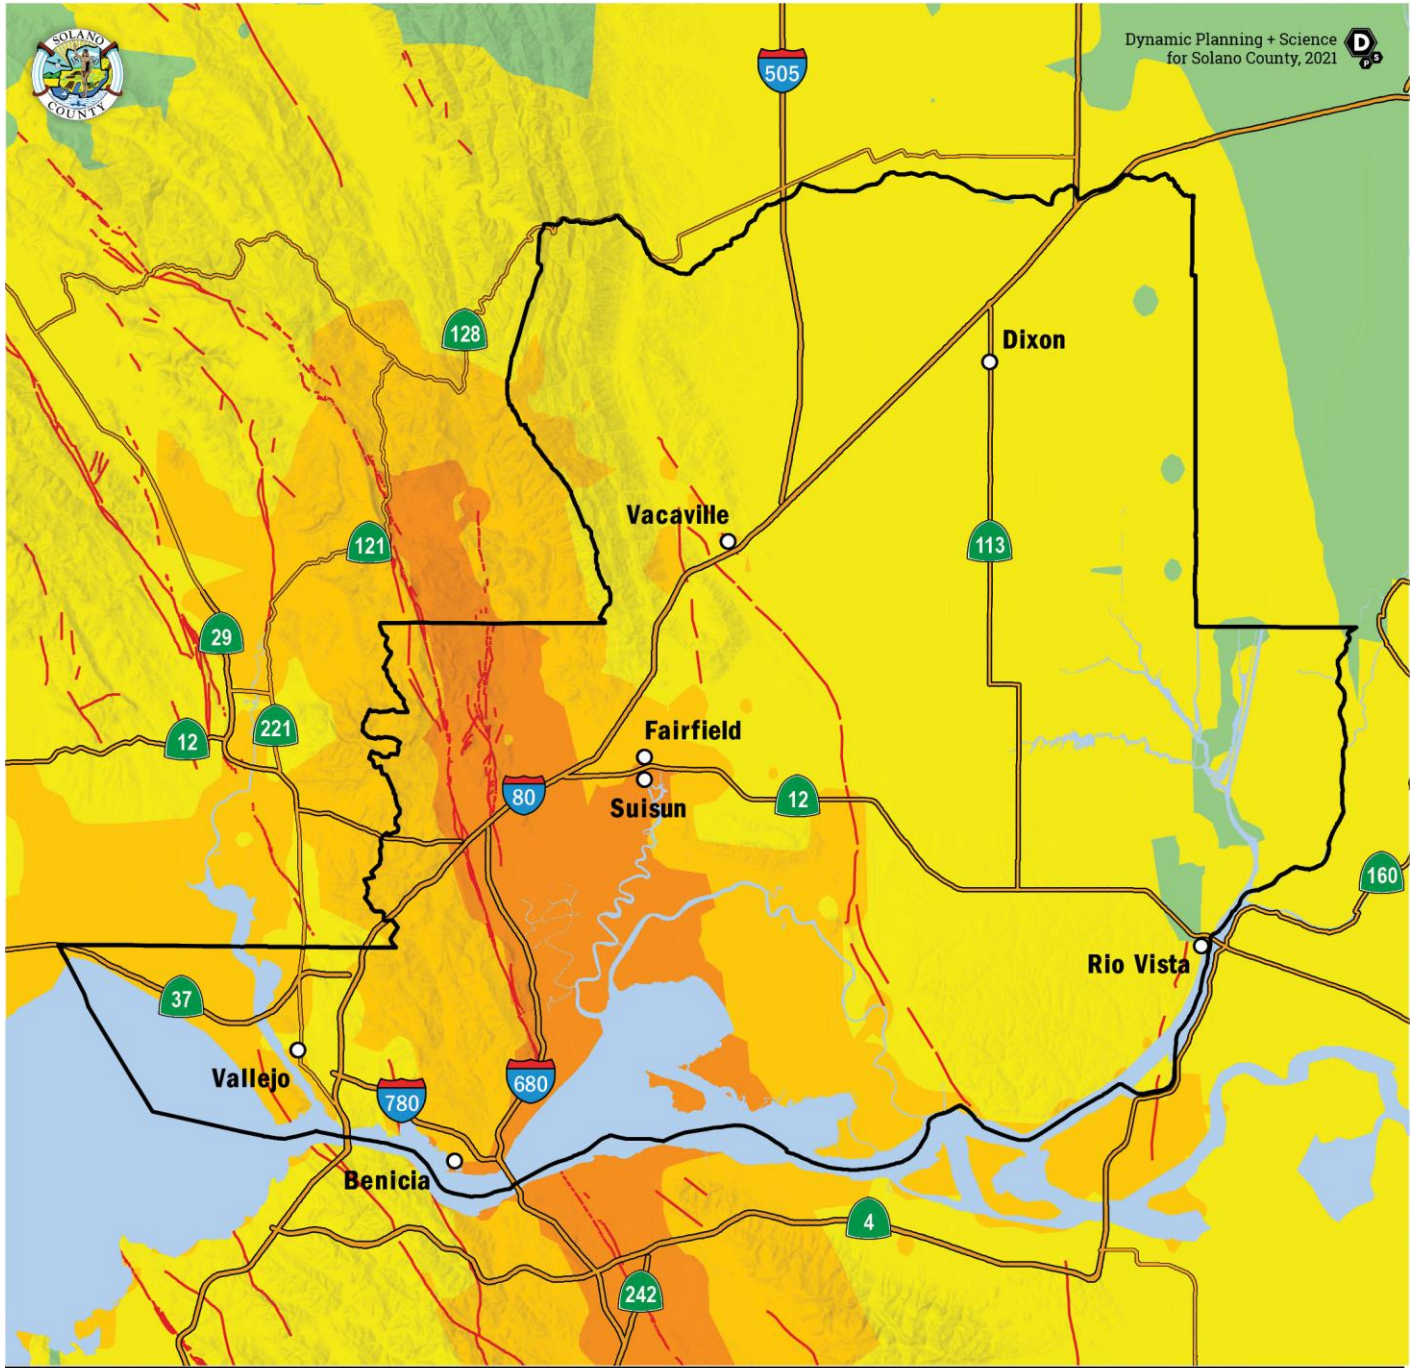 SOLANO
COUNTY
Dynamic Planning + Science
for Solano County, 2021
D
P S
505
128
Dixon
Vacaville
121
113
29
221
12
Fairfield
80
Suisun
12
160
Rio Vista
37
Vallejo
680
780
Benicia
4
242